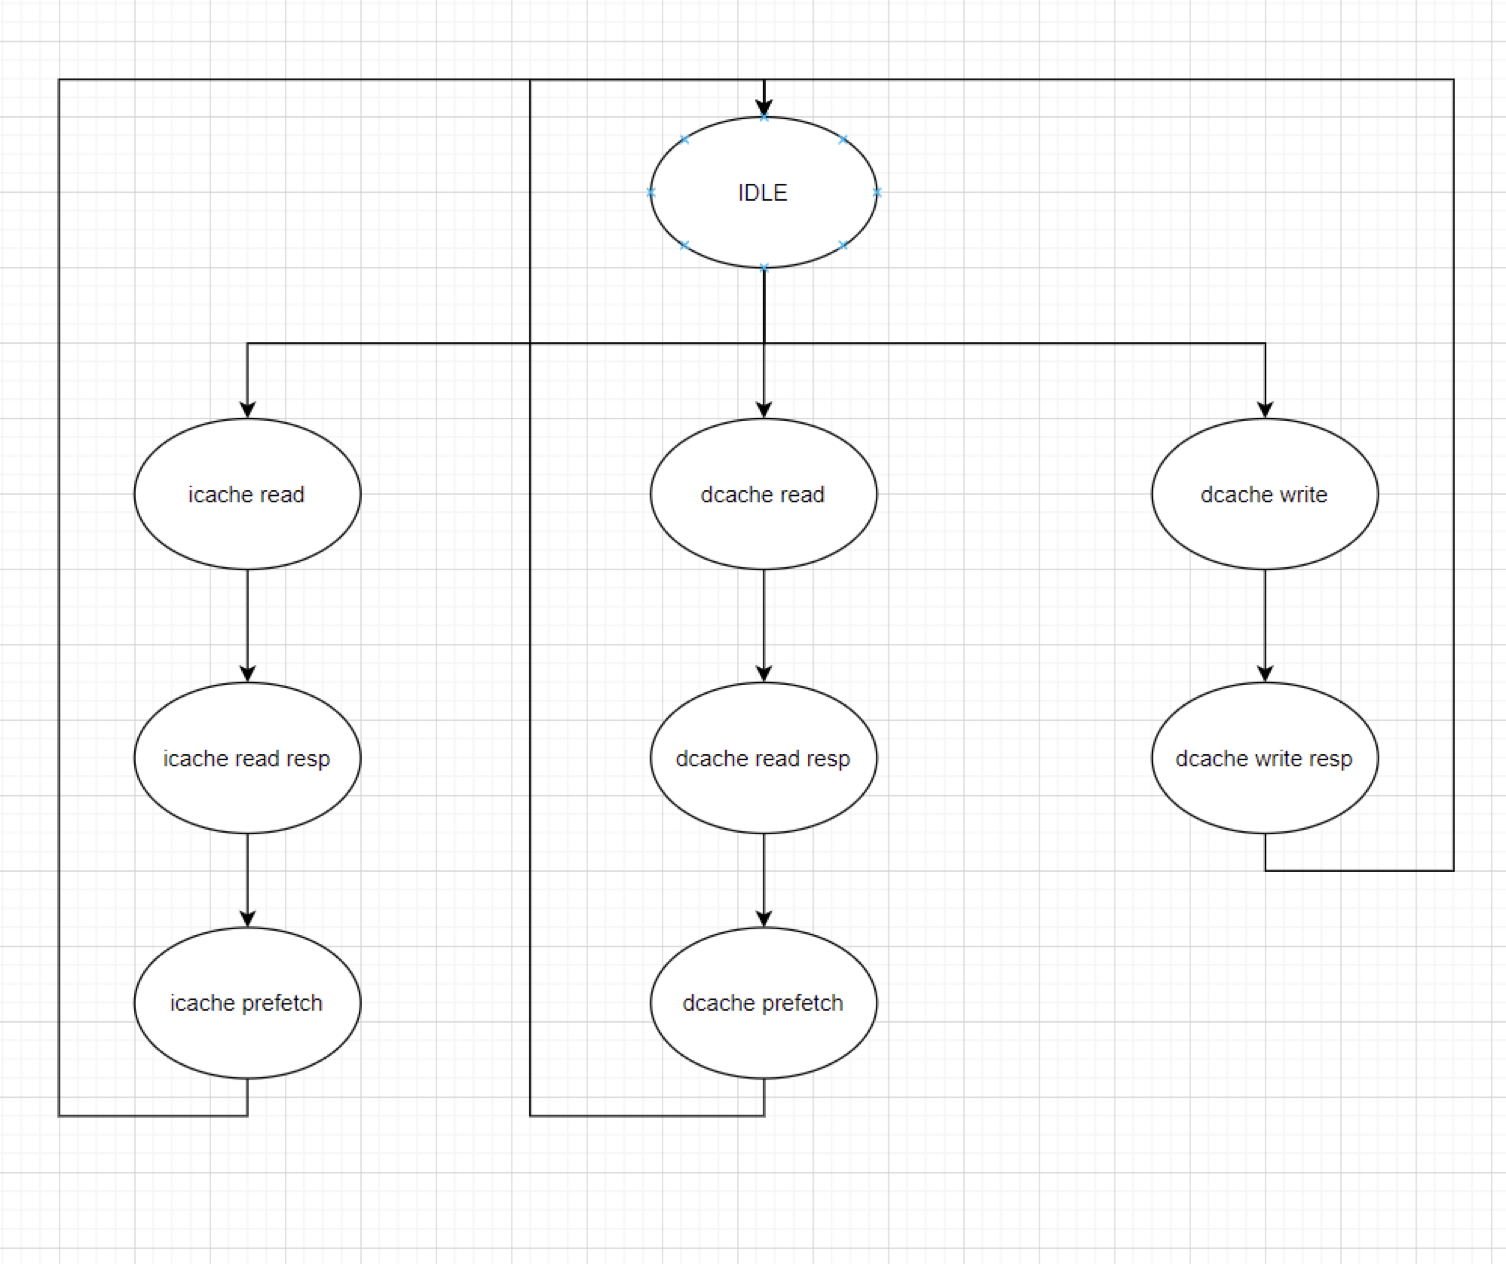 IDLE
icache read
dcache read
dcache write
icache read resp
dcache read resp
dcache write resp
icache prefetch
dcache prefetch